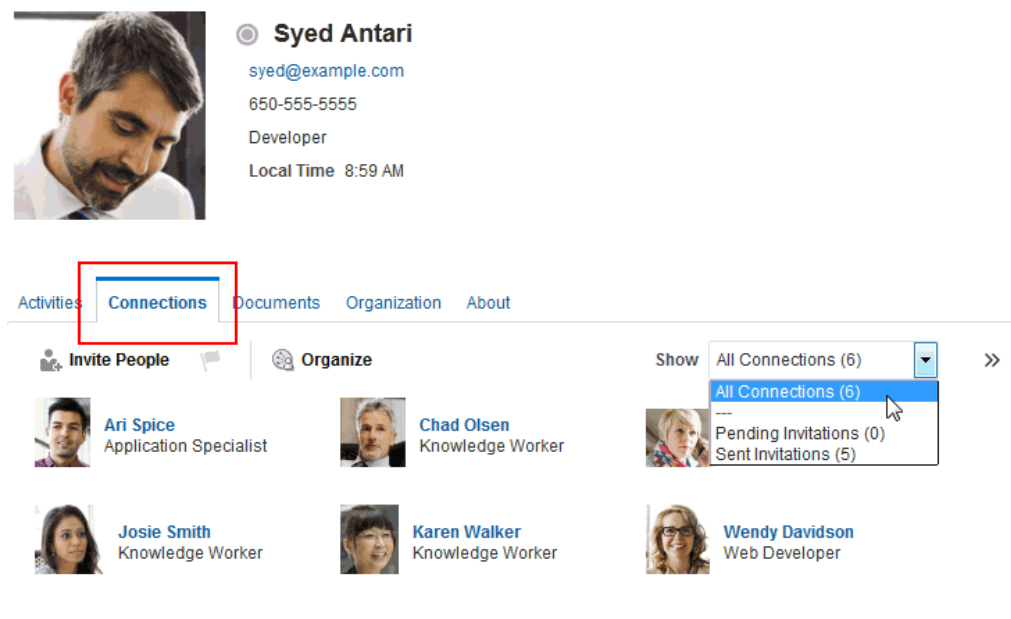 Syed Antari
syed@example.com
650-555-5555
Developer
Local Time 8:59 AM
Activities Connections Documents Organization About
Invite People Organize Show All Connections (6)
All Connections (6)
---
Pending Invitations (0)
Sent Invitations (5)
Ari Spice
Application Specialist
Chad Olsen
Knowledge Worker
Josie Smith
Knowledge Worker
Karen Walker
Knowledge Worker
Wendy Davidson
Web Developer